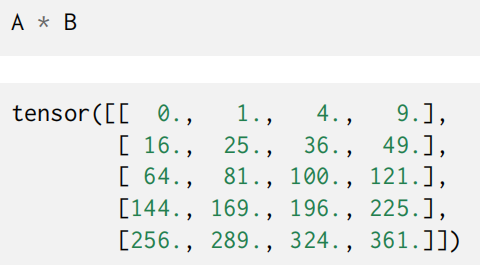 A * B
tensor([[  0.,   1.,   4.,   9.],
        [ 16.,  25.,  36.,  49.],
        [ 64.,  81., 100., 121.],
        [144., 169., 196., 225.],
        [256., 289., 324., 361.]])